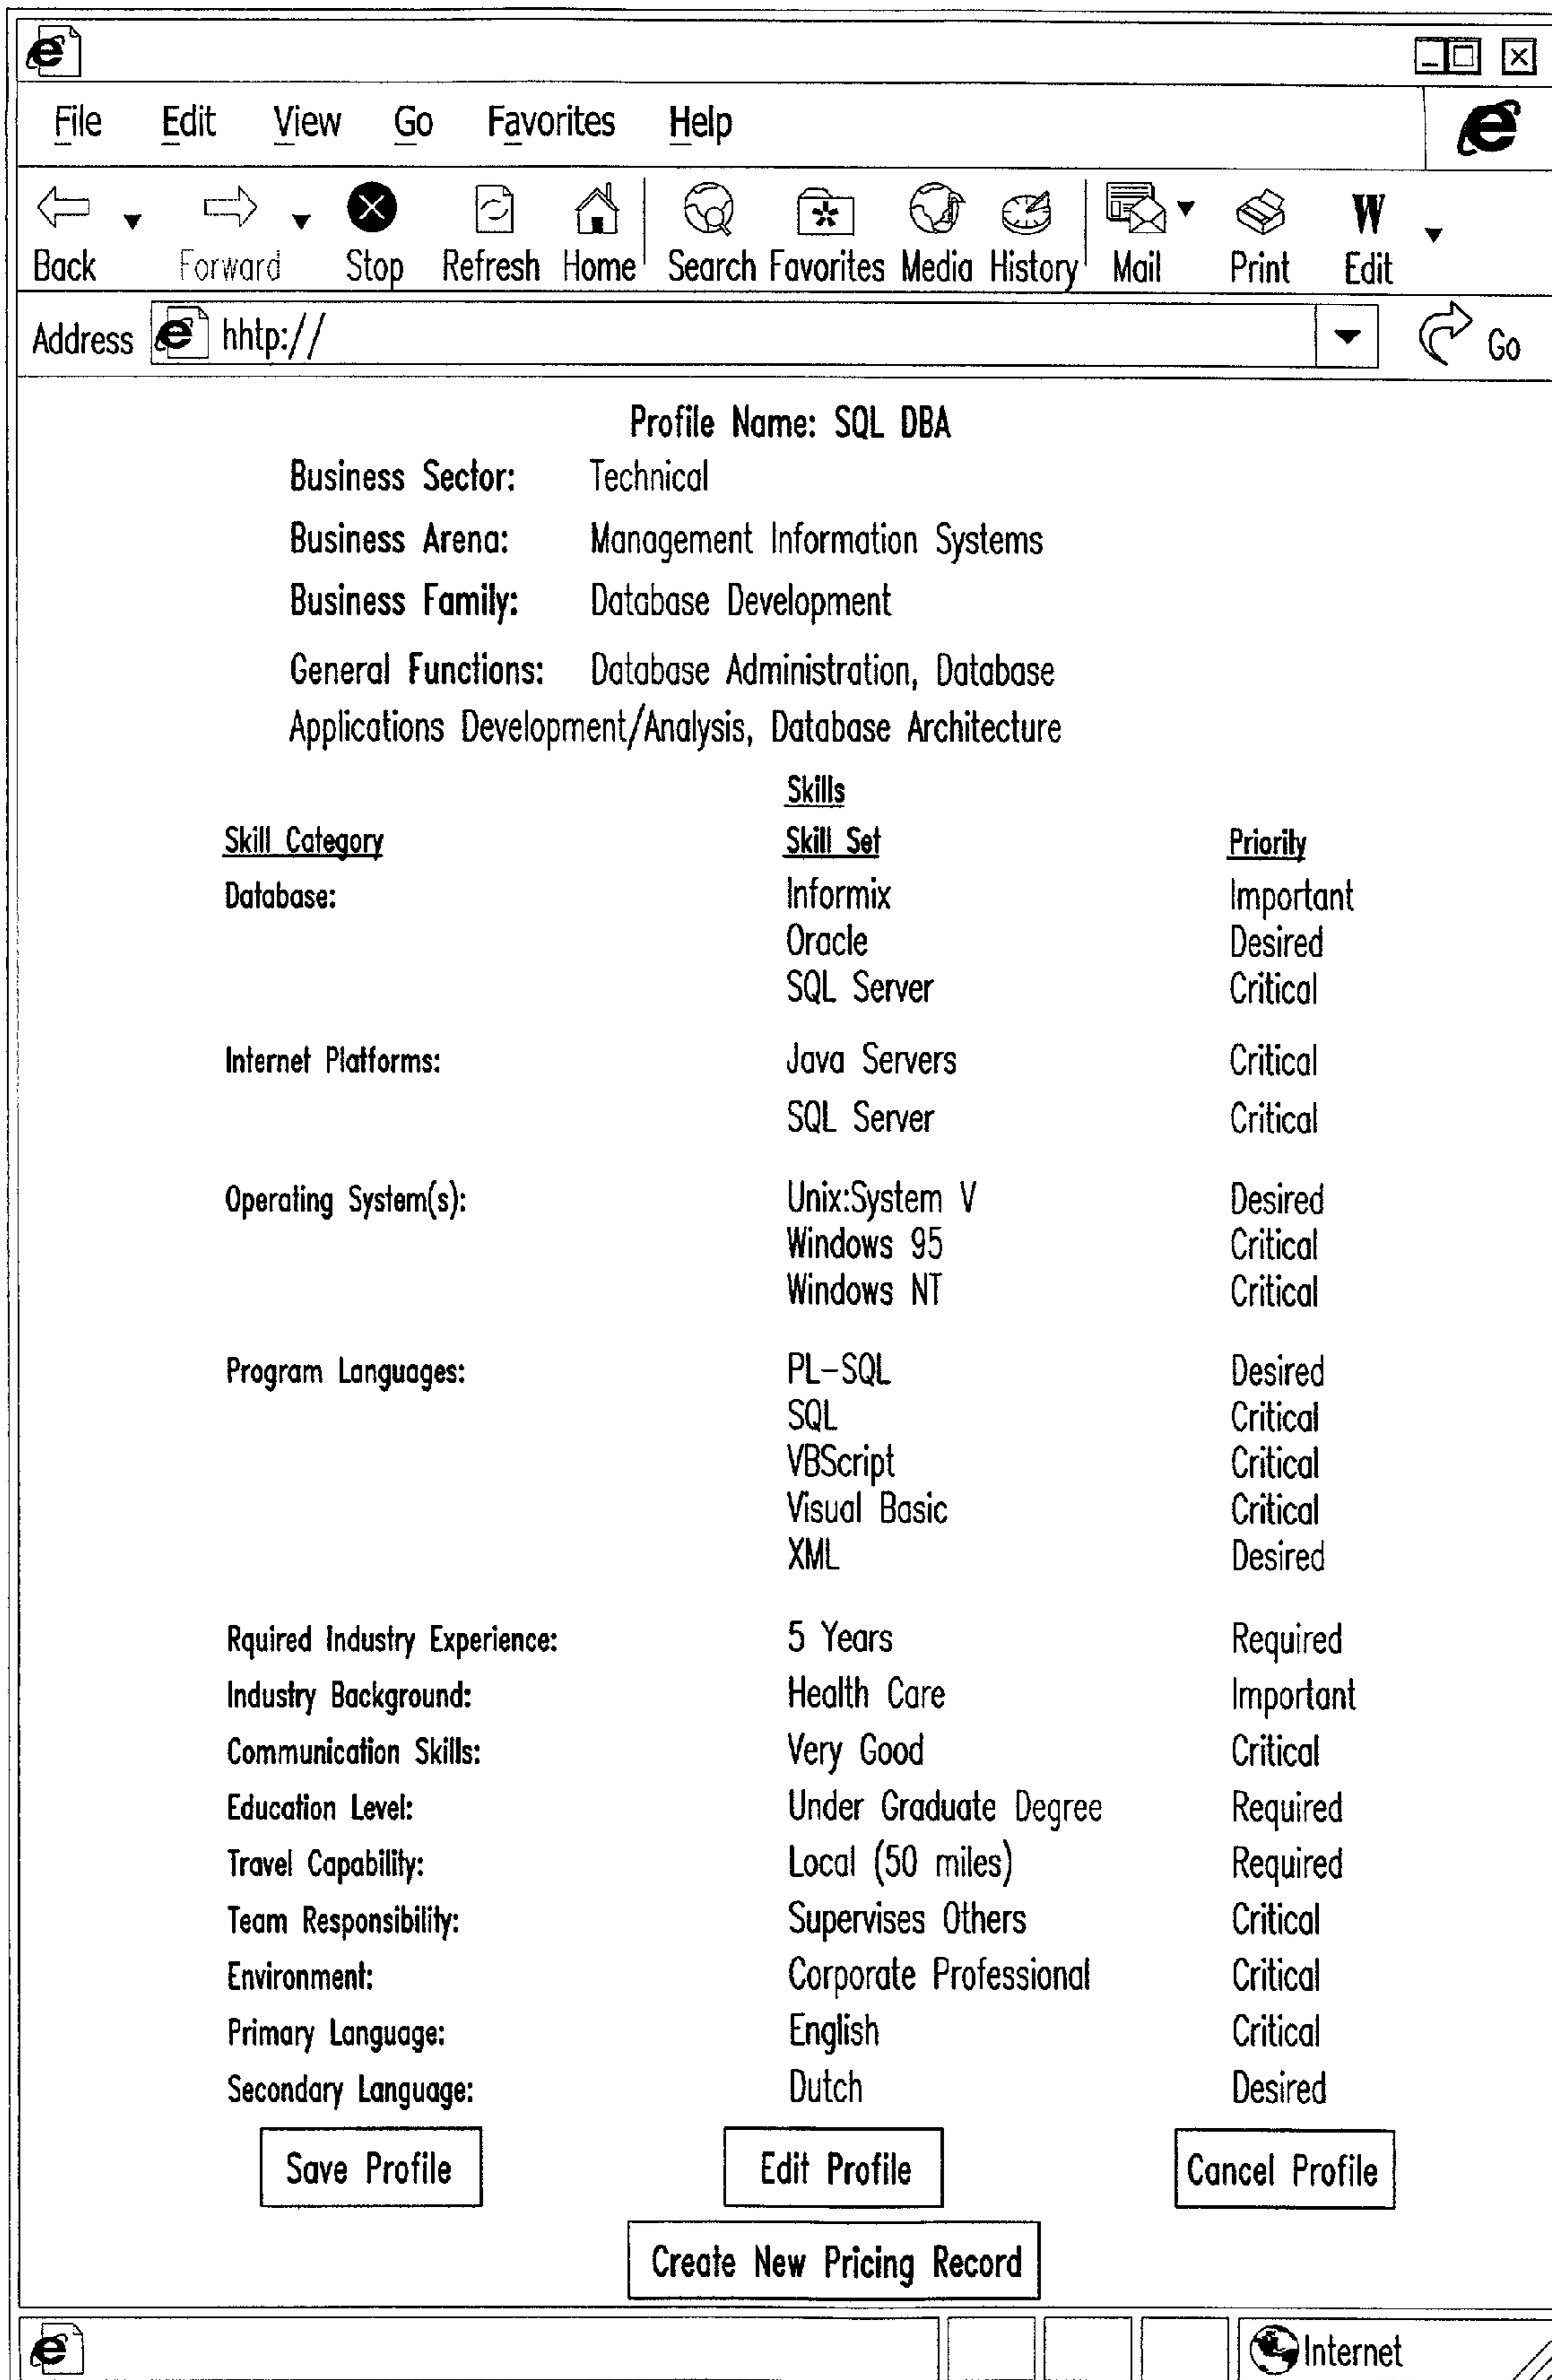 File Edit View Go Favorites Help
Back Forward Stop Refresh Home Search Favorites Media History Mail Print Edit
Address hhtp:// Go
Profile Name: SQL DBA
Business Sector: Technical
Business Arena: Management Information Systems
Business Family: Database Development
General Functions: Database Administration, Database
Applications Development/Analysis, Database Architecture
Skills
Skill Category Skill Set Priority
Database: Informix Important
Oracle Desired
SQL Server Critical
Internet Platforms: Java Servers Critical
SQL Server Critical
Operating System(s): Unix:System V Desired
Windows 95 Critical
Windows NT Critical
Program Languages: PL-SQL Desired
SQL Critical
VBScript Critical
Visual Basic Critical
XML Desired
Rquired Industry Experience: 5 Years Required
Industry Background: Health Care Important
Communication Skills: Very Good Critical
Education Level: Under Graduate Degree Required
Travel Capability: Local (50 miles) Required
Team Responsibility: Supervises Others Critical
Environment: Corporate Professional Critical
Primary Language: English Critical
Secondary Language: Dutch Desired
Save Profile Edit Profile Cancel Profile
Create New Pricing Record
Internet